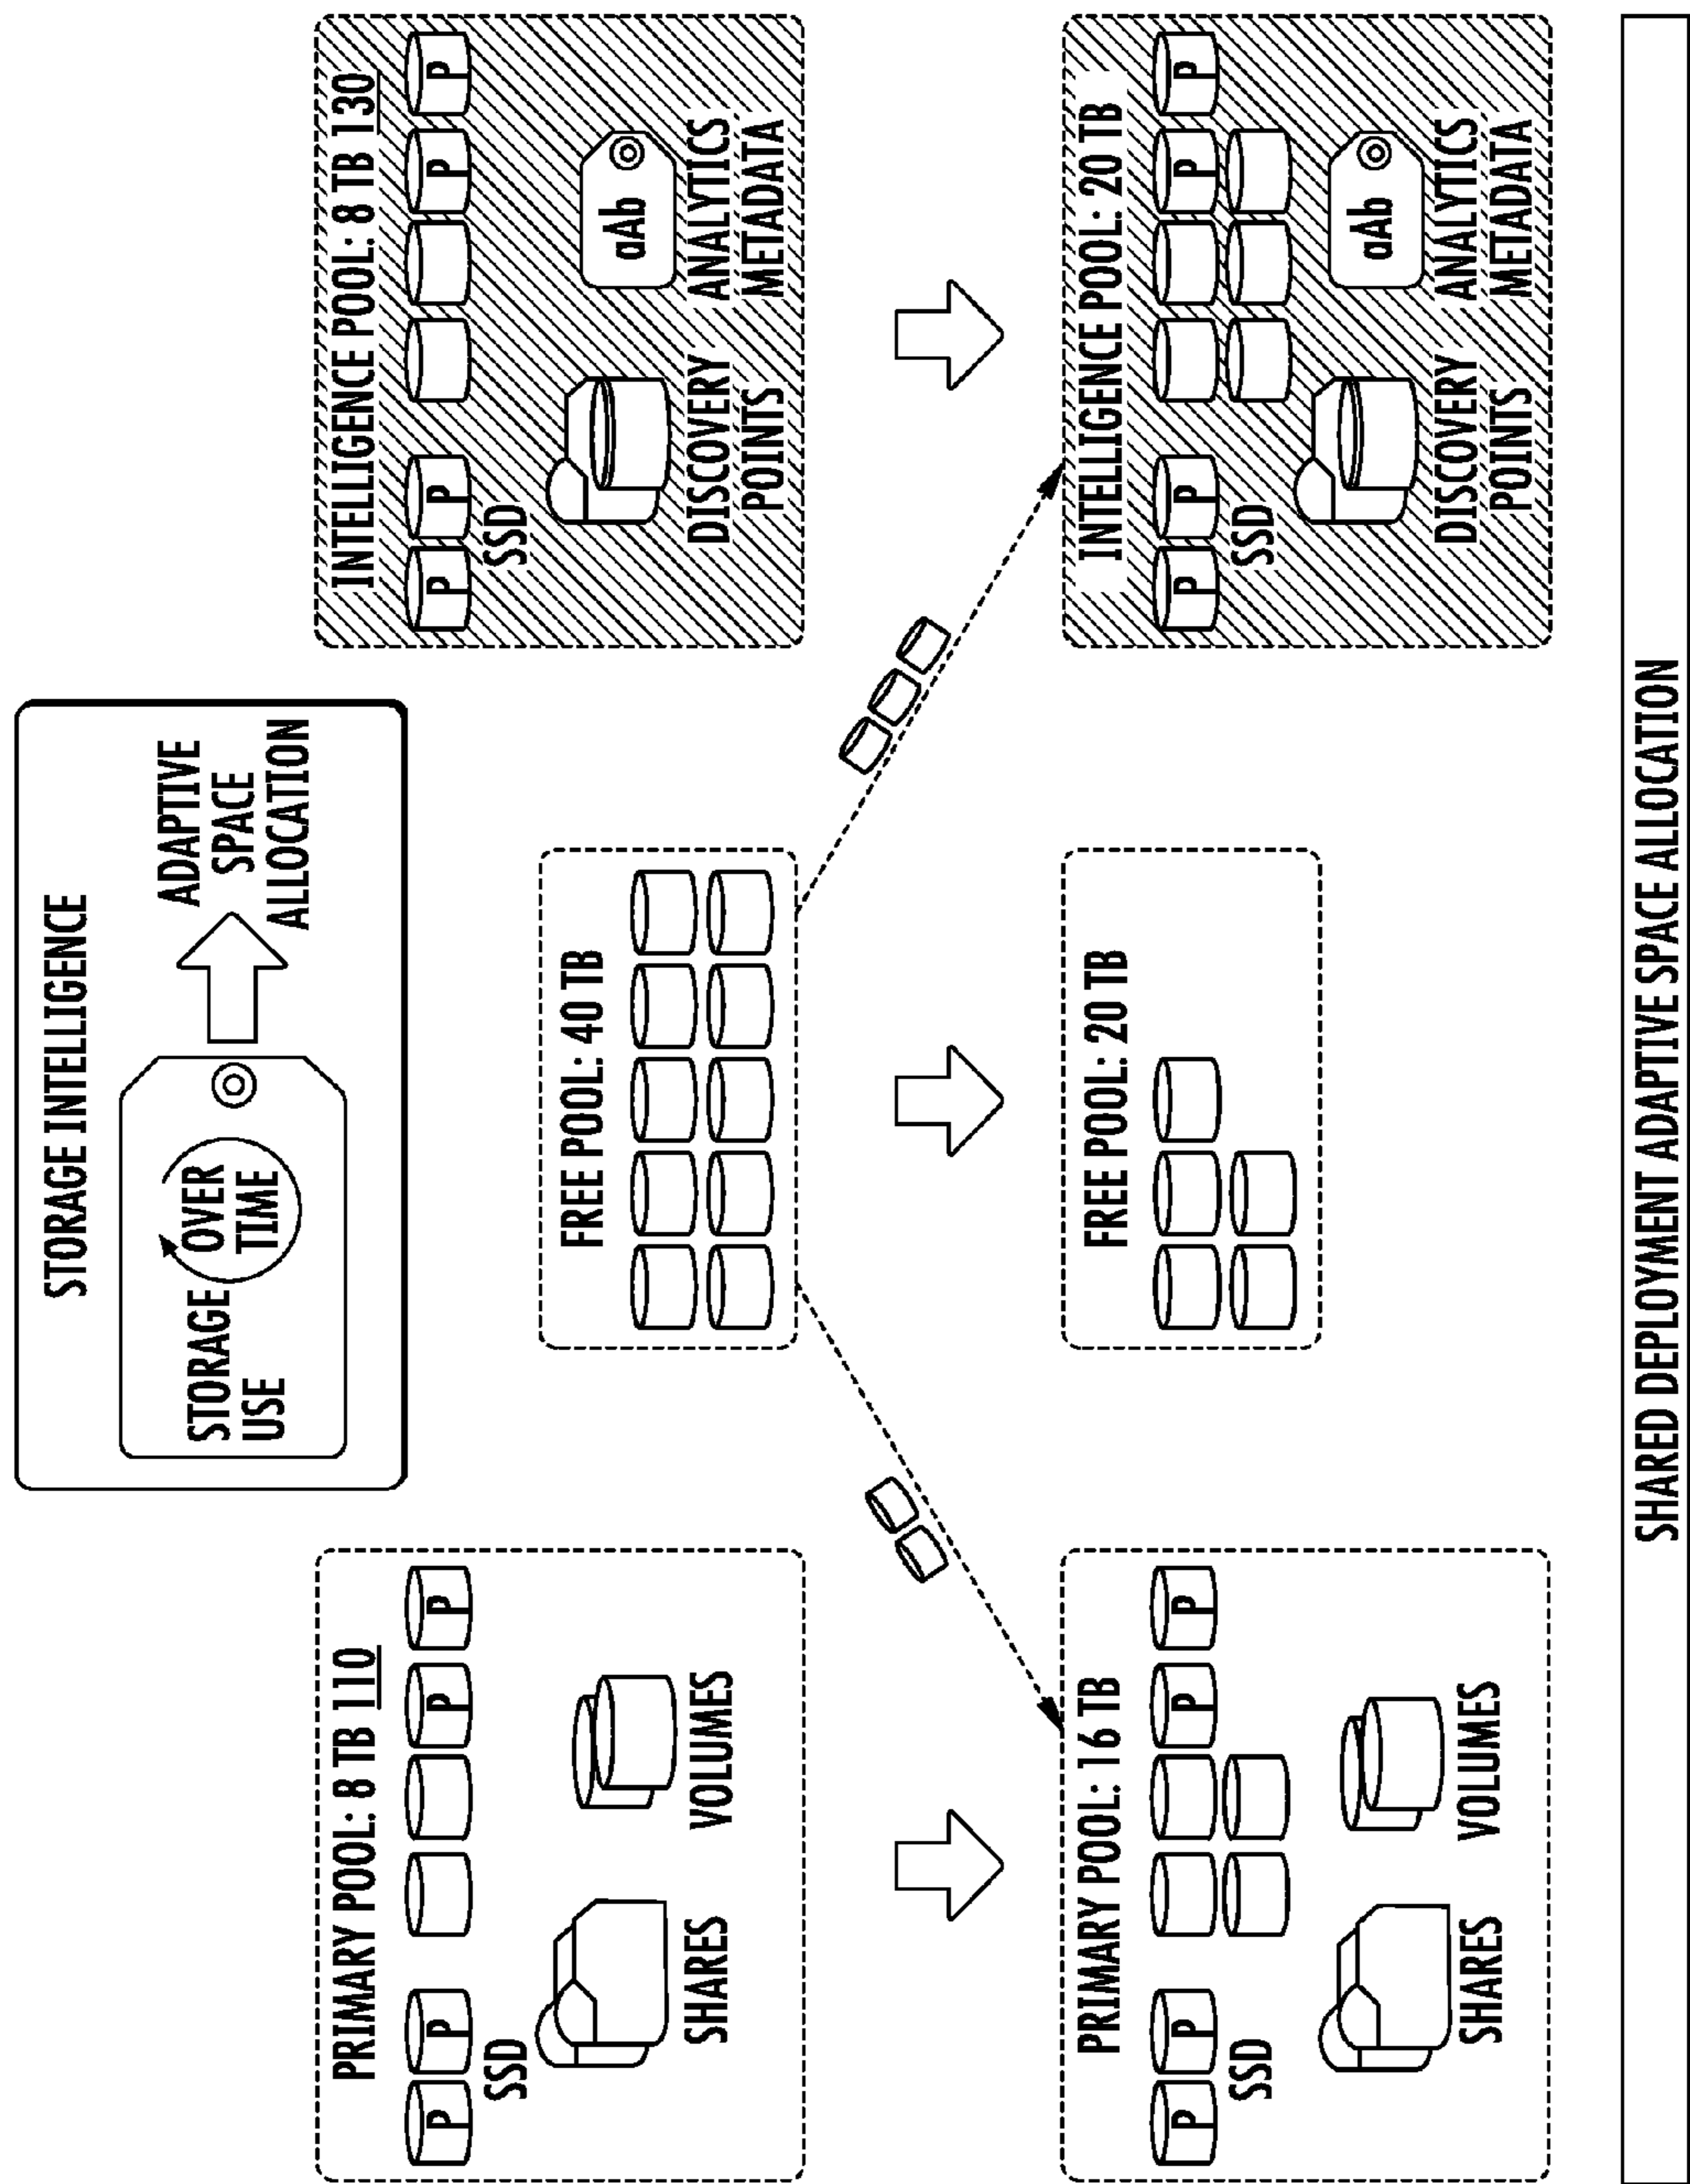 STORAGE INTELLIGENCE
STORAGE
USE
OVER
TIME
ADAPTIVE
SPACE
ALLOCATION
PRIMARY POOL: 8 TB 110
P
P
P
P
SSD
SHARES
VOLUMES
FREE POOL: 40 TB
INTELLIGENCE POOL: 8 TB 130
P
P
P
P
SSD
aAb
DISCOVERY
POINTS
ANALYTICS
METADATA
PRIMARY POOL: 16 TB
P
P
P
P
SSD
SHARES
VOLUMES
FREE POOL: 20 TB
INTELLIGENCE POOL: 20 TB
P
P
P
P
SSD
aAb
DISCOVERY
POINTS
ANALYTICS
METADATA
SHARED DEPLOYMENT ADAPTIVE SPACE ALLOCATION